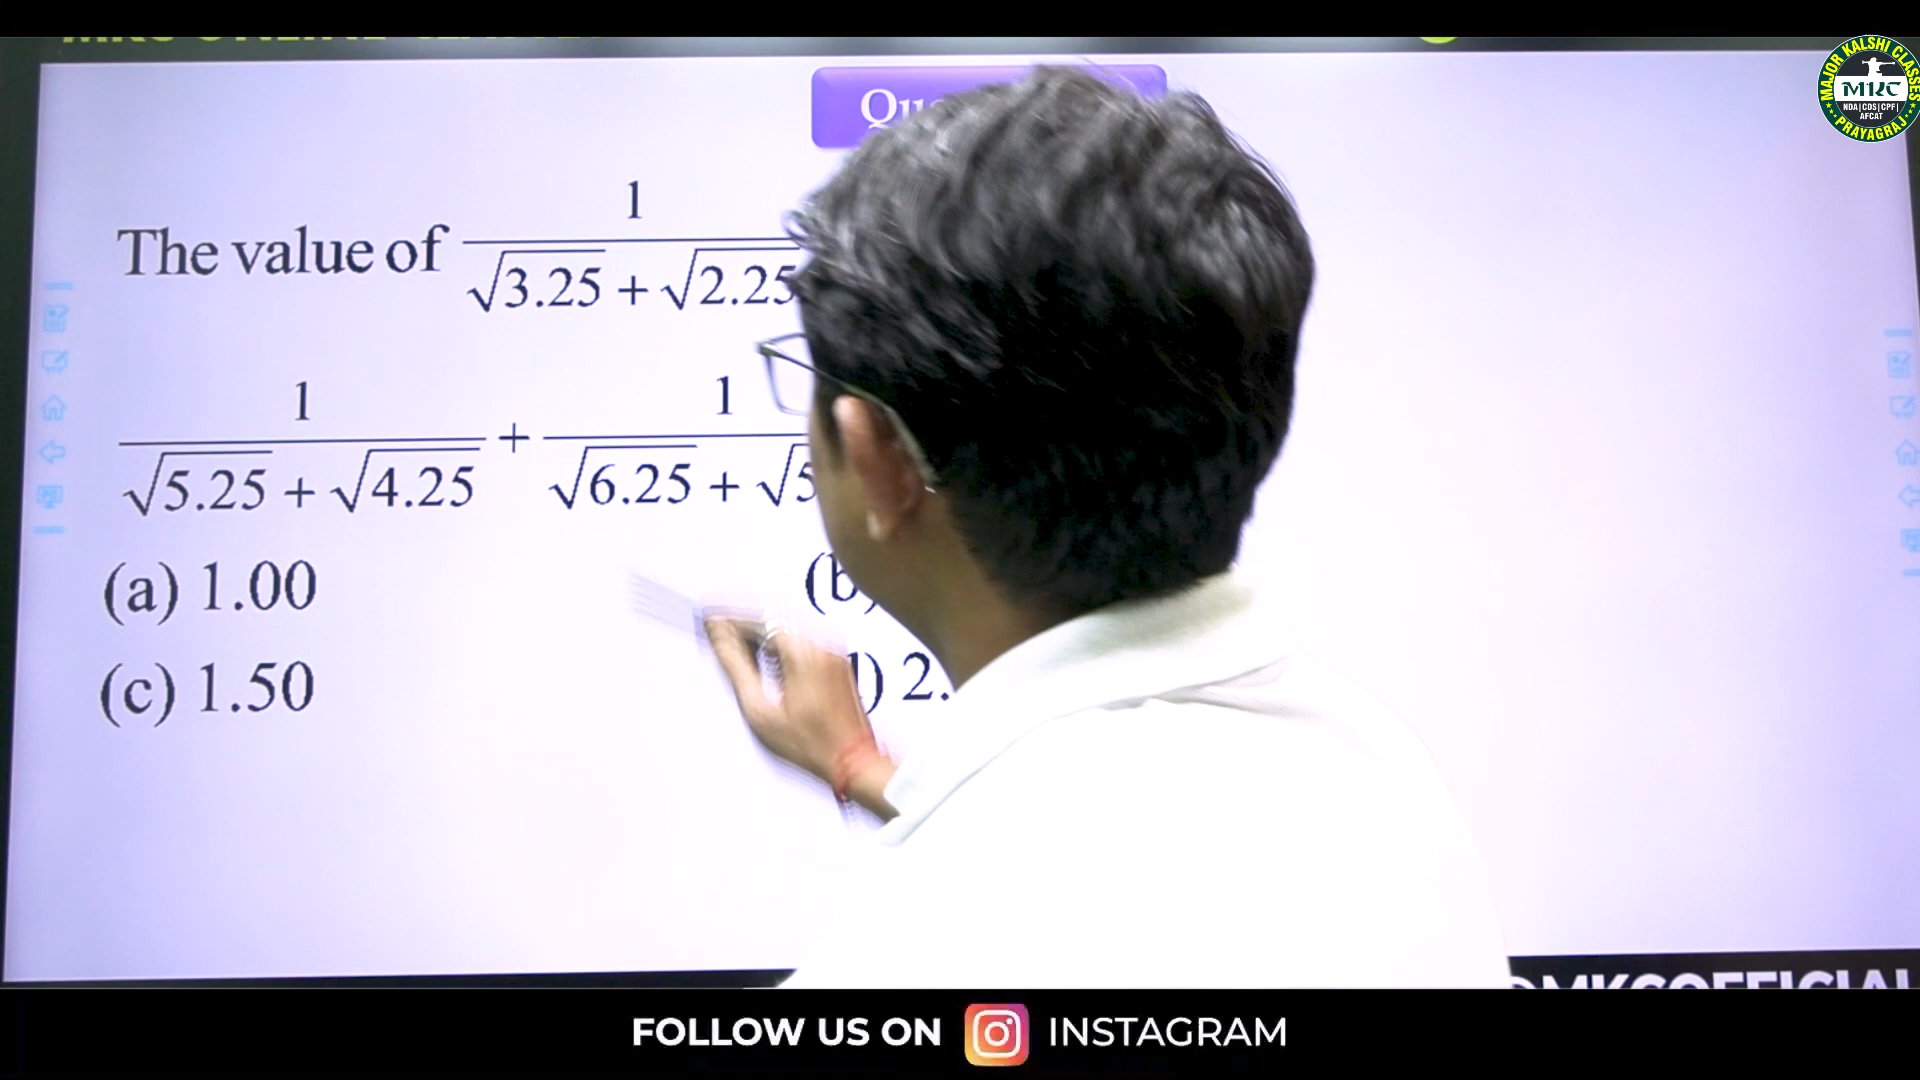 MAJOR KALSHI CLASSES
MKC
NDA|CDS|CPF|
AFCAT
PRAYAGRAJ
The value of 1/(√3.25 + √2.25
1/(√5.25 + √4.25) + 1/(√6.25 + √5
(a) 1.00
(b
(c) 1.50
) 2.
FOLLOW US ON INSTAGRAM